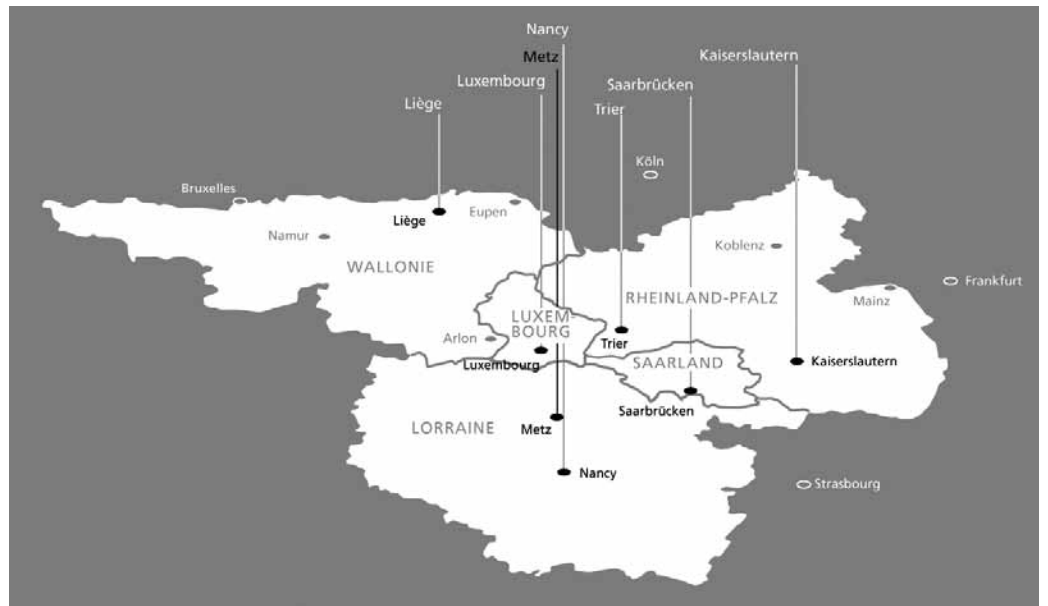 Nancy
Metz
Kaiserslautern
Luxembourg
Saarbrücken
Liège
Trier
Köln
Bruxelles
Eupen
Liège
Namur
Koblenz
WALLONIE
Frankfurt
RHEINLAND-PFALZ
Mainz
LUXEM-
BOURG
Arlon
Trier
Luxembourg
SAARLAND
Kaiserslautern
Saarbrücken
LORRAINE
Metz
Nancy
Strasbourg